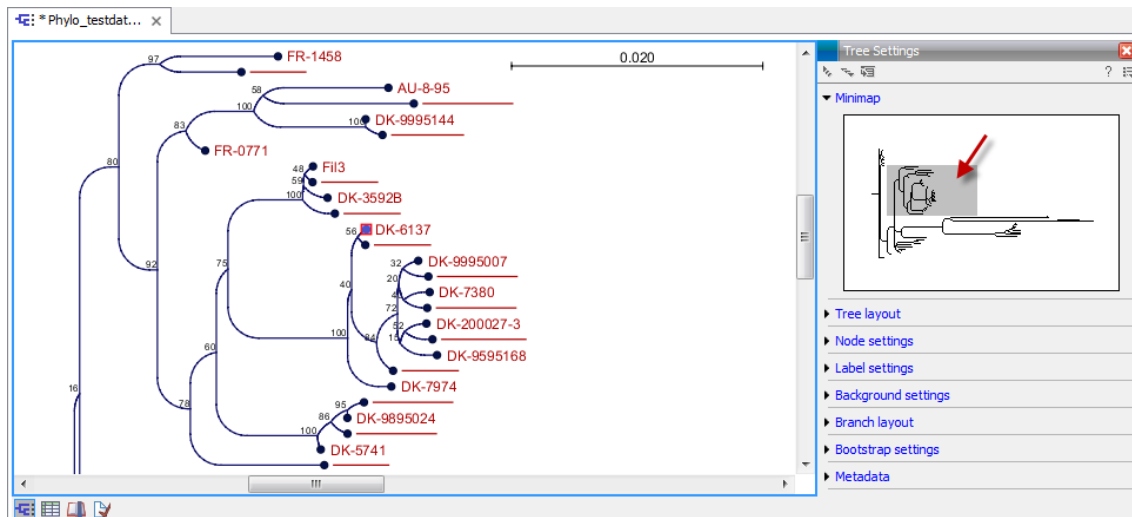 * Phylo_testdat...
Tree Settings
97
FR-1458
0.020
58
AU-8-95
Minimap
100
100
DK-9995144
83
FR-0771
80
48
Fil3
59
100
DK-3592B
56
DK-6137
92
75
32
DK-9995007
20
40
4
DK-7380
72
Tree layout
52
DK-200027-3
100
84
15
Node settings
60
DK-9595168
Label settings
16
DK-7974
78
95
Background settings
86
DK-9895024
Branch layout
100
DK-5741
Bootstrap settings
Metadata